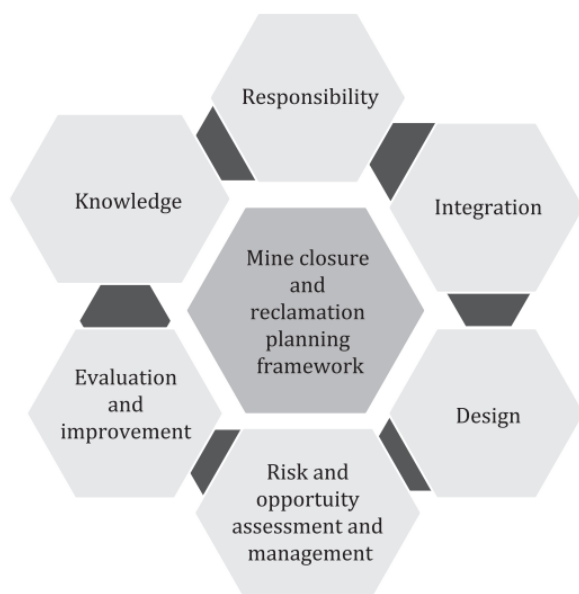 Responsibility
Knowledge
Integration
Mine closure
and
reclamation
planning
framework
Evaluation
and
improvement
Design
Risk and
opportuity
assessment and
management